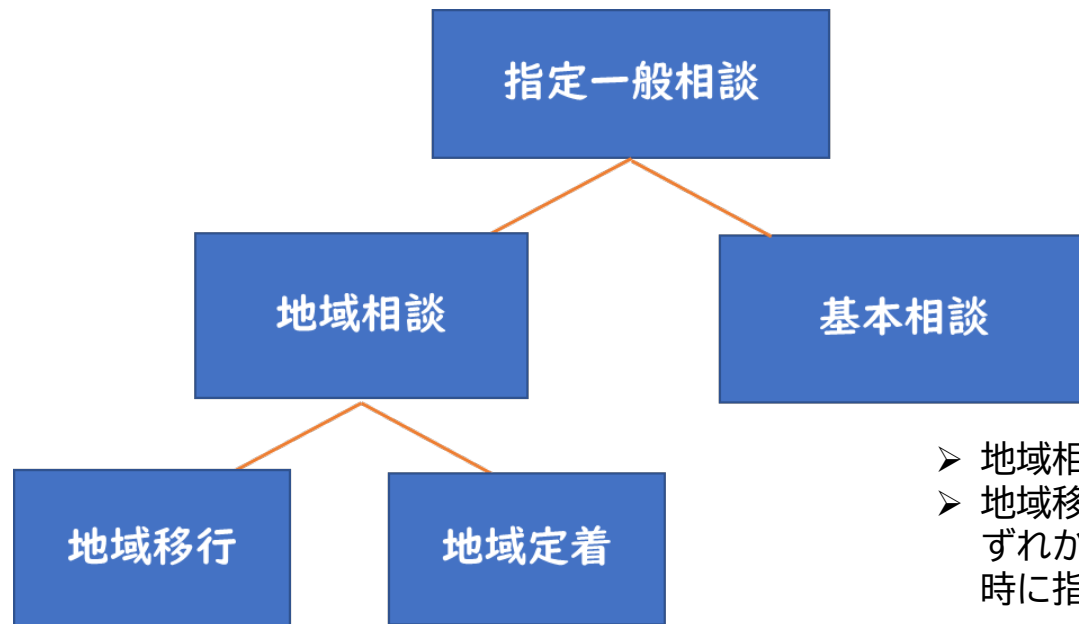 指定一般相談
地域相談
基本相談
地域移行
地域定着
➢ 地域相
➢ 地域移
ずれか
時に指